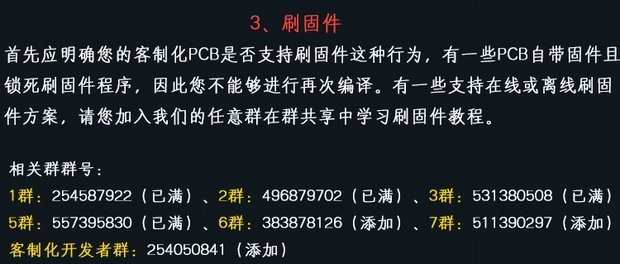 3、刷固件
首先应明确您的客制化PCB是否支持刷固件这种行为，有一些PCB自带固件且
锁死刷固件程序，因此您不能够进行再次编译。有一些支持在线或离线刷固
件方案，请您加入我们的任意群在群共享中学习刷固件教程。
相关群群号：
1群：254587922（已满）、2群：496879702（已满）、3群：531380508（已满）
5群：557395830（已满）、6群：383878126（添加）、7群：511390297（添加）
客制化开发者群：254050841（添加）